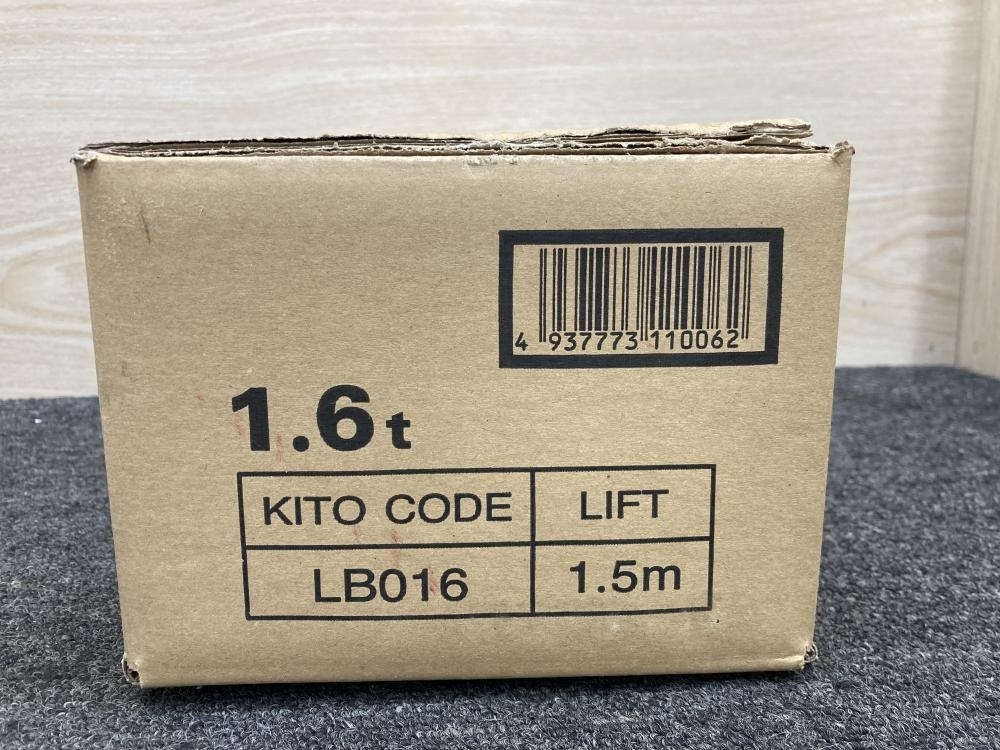 4 937773 110062
1.6t
KITO CODE LIFT
LB016 1.5m